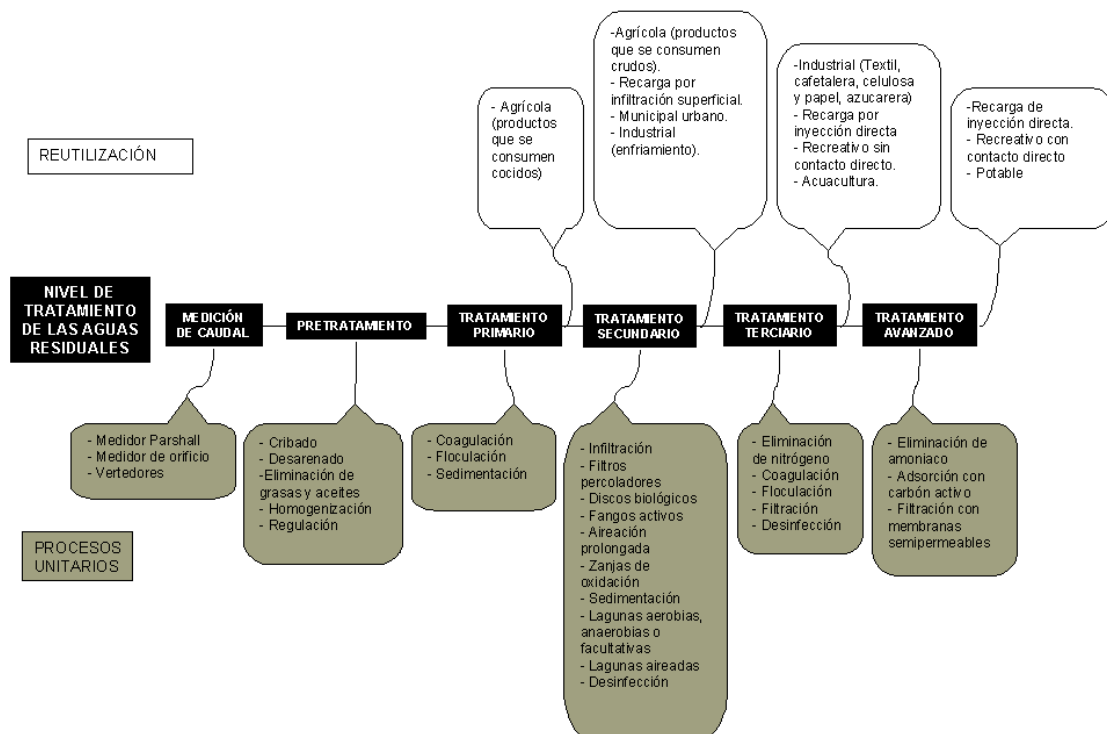 - Agrícola
(productos
que se
consumen
cocidos)
-Agrícola (productos
que se consumen
crudos).
- Recarga por
infiltración superficial.
- Municipal urbano.
- Industrial
(enfriamiento).
-Industrial (Textil,
cafetalera, celulosa
y papel, azucarera)
- Recarga por
inyección directa
- Recreativo sin
contacto directo.
- Acuacultura.
-Recarga de
inyección directa.
- Recreativo con
contacto directo
- Potable
REUTILIZACIÓN
NIVEL DE
TRATAMIENTO
DE LAS AGUAS
RESIDUALES
MEDICIÓN
DE CAUDAL
PRETRATAMIENTO
TRATAMIENTO
PRIMARIO
TRATAMIENTO
SECUNDARIO
TRATAMIENTO
TERCIARIO
TRATAMIENTO
AVANZADO
- Medidor Parshall
- Medidor de orificio
- Vertedores
- Cribado
- Desarenado
-Eliminación de
grasas y aceites
- Homogenización
- Regulación
- Coagulación
- Floculación
- Sedimentación
- Infiltración
- Filtros
percoladores
- Discos biológicos
- Fangos activos
- Aireación
prolongada
- Zanjas de
oxidación
- Sedimentación
- Lagunas aerobias,
anaerobias o
facultativas
- Lagunas aireadas
- Desinfección
- Eliminación
de nitrógeno
- Coagulación
- Floculación
- Filtración
- Desinfección
- Eliminación de
amoniaco
- Adsorción con
carbón activo
- Filtración con
membranas
semipermeables
PROCESOS
UNITARIOS